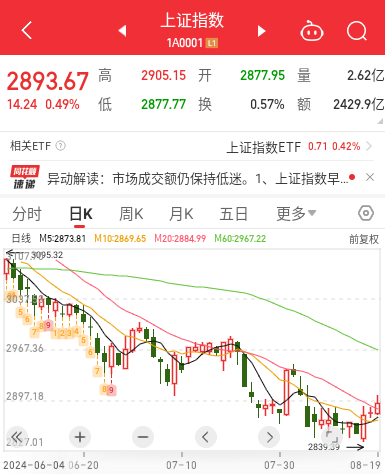 上证指数
1A0001 L1
2893.67 高 2905.15 开 2877.95 量 2.62亿
14.24 0.49% 低 2877.77 换 0.57% 额 2429.9亿
相关ETF 上证指数ETF 0.71 0.42%
同花顺
速递 异动解读：市场成交额仍保持低迷。1、上证指数早...
分时 日K 周K 月K 五日 更多
日线 M5:2873.81 M10:2869.65 M20:2884.99 M60:2967.22 前复权
3095.32
2967.36
2897.18
2839.39
2024-06-04 06-20 07-10 07-30 08-19